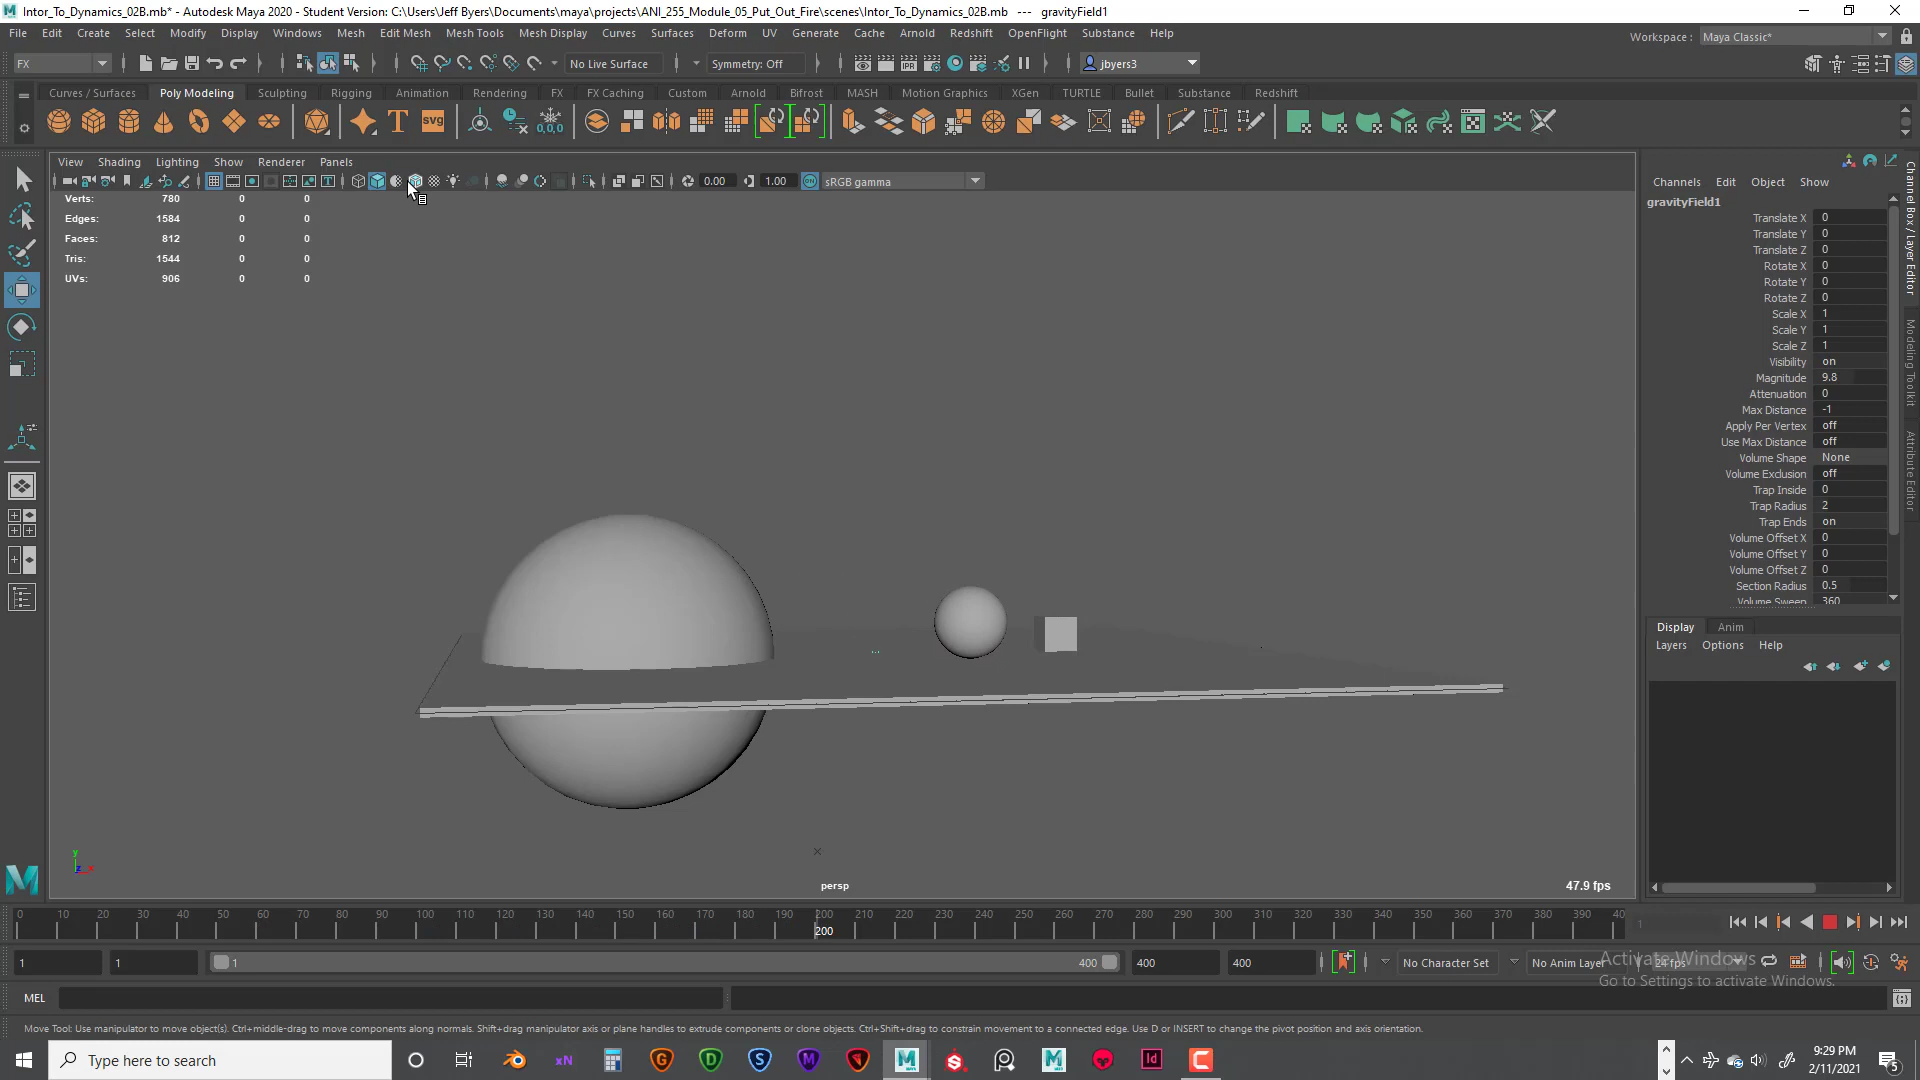 Intor_To_Dynamics_02B.mb* - Autodesk Maya 2020 - Student Version: C:\Users\Jeff Byers\Documents\maya\projects\ANI_255_Module_05_Put_Out_Fire\scenes\Intor_To_Dynamics_02B.mb --- gravityField1
File Edit Create Select Modify Display Windows Mesh Edit Mesh Mesh Tools Mesh Display Curves Surfaces Deform UV Generate Cache Arnold Redshift OpenFlight Substance Help
Workspace : Maya Classic*
FX
No Live Surface
Symmetry: Off
jbyers3
Curves / Surfaces Poly Modeling Sculpting Rigging Animation Rendering FX FX Caching Custom Arnold Bifrost MASH Motion Graphics XGen TURTLE Bullet Substance Redshift
View Shading Lighting Show Renderer Panels
0.00 1.00 ON sRGB gamma
Verts: 780 0 0
Edges: 1584 0 0
Faces: 812 0 0
Tris: 1544 0 0
UVs: 906 0 0
persp
47.9 fps
Channels Edit Object Show
gravityField1
Translate X 0
Translate Y 0
Translate Z 0
Rotate X 0
Rotate Y 0
Rotate Z 0
Scale X 1
Scale Y 1
Scale Z 1
Visibility on
Magnitude 9.8
Attenuation 0
Max Distance -1
Apply Per Vertex off
Use Max Distance off
Volume Shape None
Volume Exclusion off
Trap Inside 0
Trap Radius 2
Trap Ends on
Volume Offset X 0
Volume Offset Y 0
Volume Offset Z 0
Section Radius 0.5
Volume Sweep 360
Channel Box / Layer Editor
Modeling Toolkit
Attribute Editor
Display Anim
Layers Options Help
0 10 20 30 40 50 60 70 80 90 100 110 120 130 140 150 160 170 180 190 200 210 220 230 240 250 260 270 280 290 300 310 320 330 340 350 360 370 380 390 40
200
1
1 1 1 400 400 400 No Character Set No Anim Layer 24 fps
Activate Windows
Go to Settings to activate Windows.
MEL
Move Tool: Use manipulator to move object(s). Ctrl+middle-drag to move components along normals. Shift+drag manipulator axis or plane handles to extrude components or clone objects. Ctrl+Shift+drag to constrain movement to a connected edge. Use D or INSERT to change the pivot position and axis orientation.
Type here to search
9:29 PM
2/11/2021
5